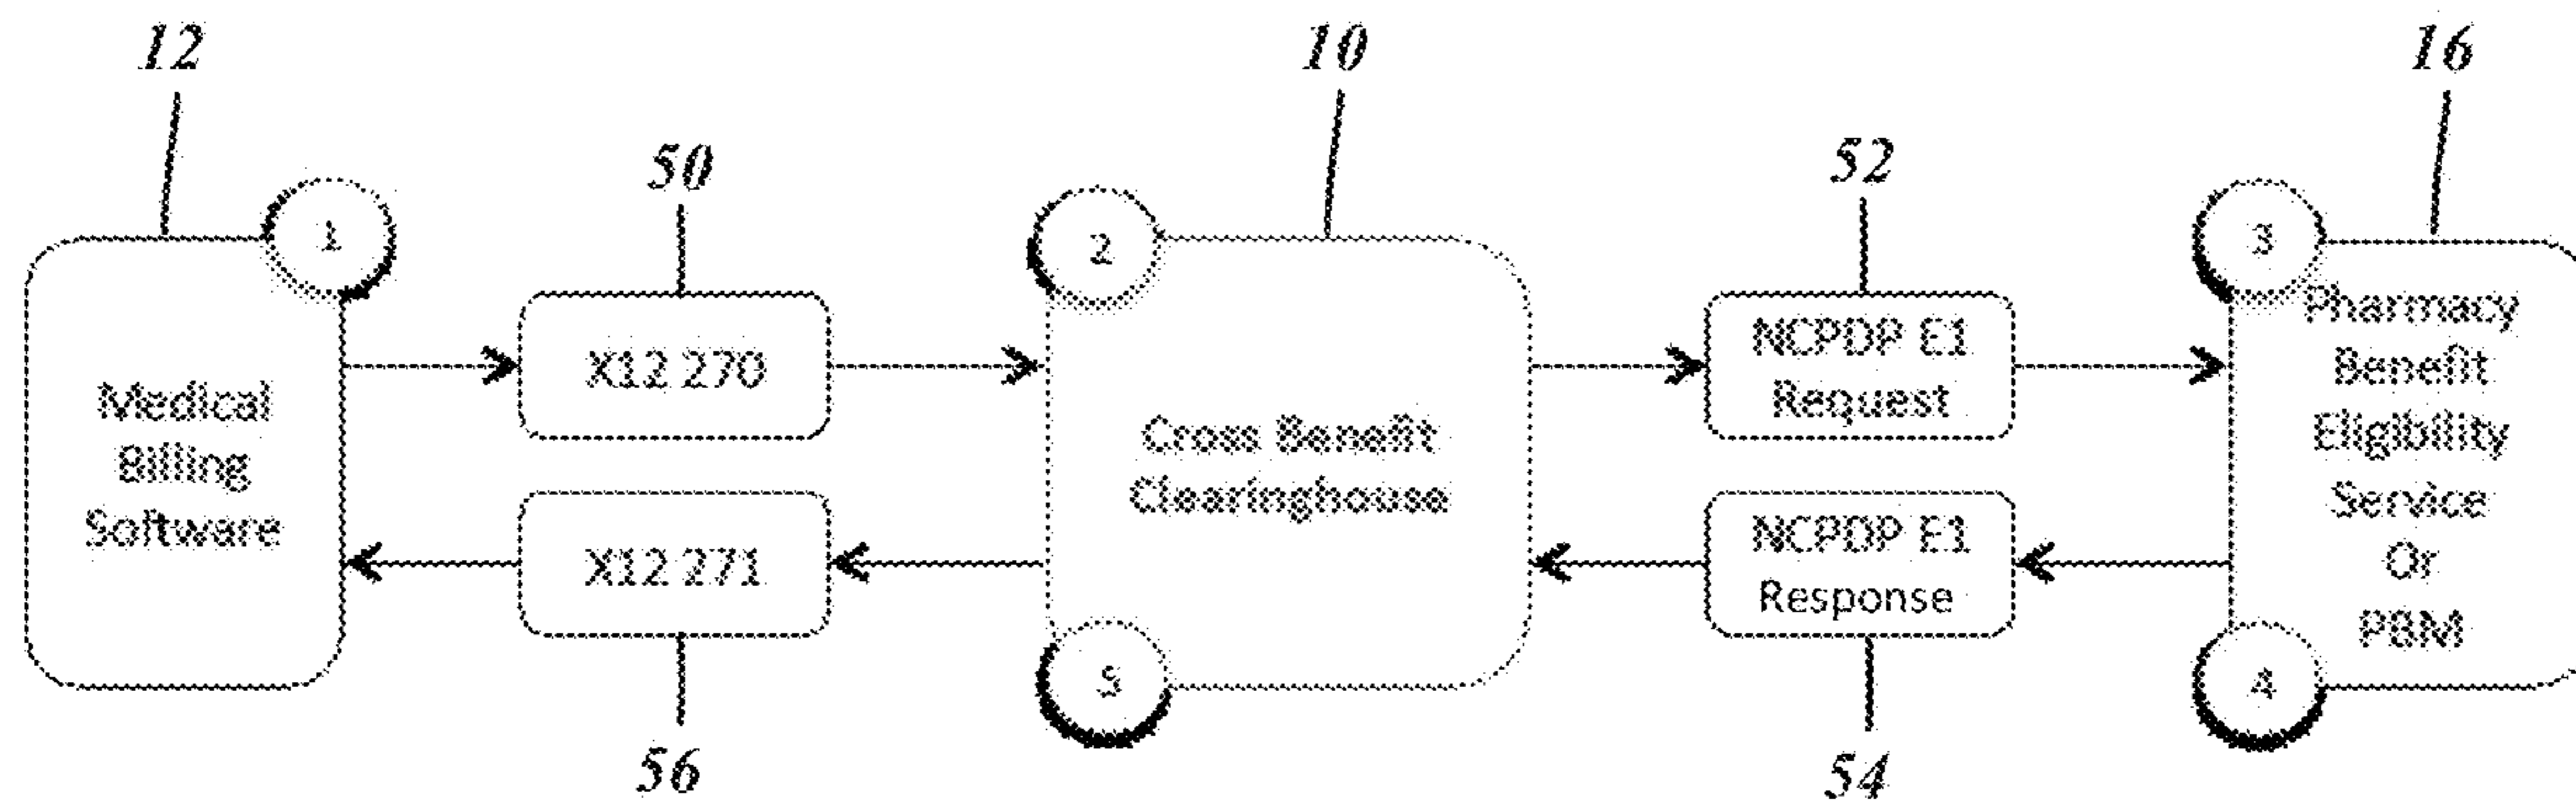 12
10
16
50
52
1
2
3
X12 270
NCPDP E1
Request
Medical
Billing
Software
Cross Benefit
Clearinghouse
Pharmacy
Benefit
Eligibility
Service
Or
PBM
X12 271
NCPDP E1
Response
5
4
56
54